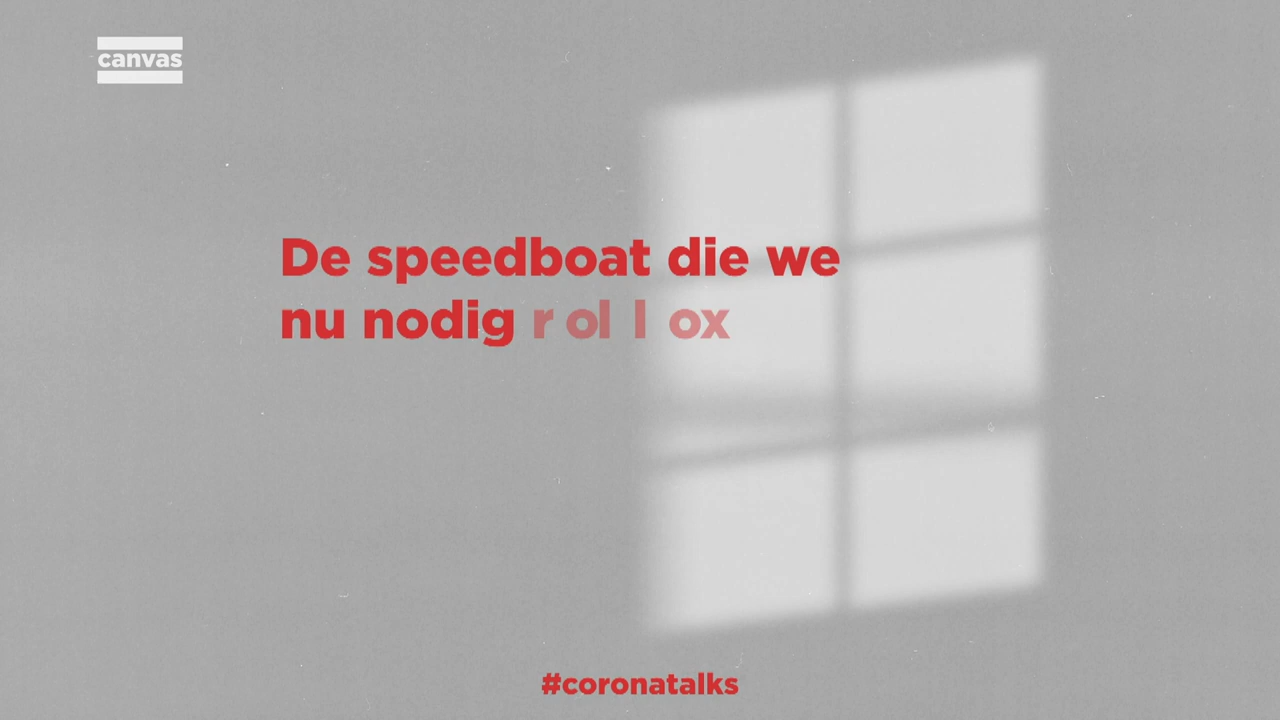 canvas
De speedboat die we
nu nodig
#coronatalks